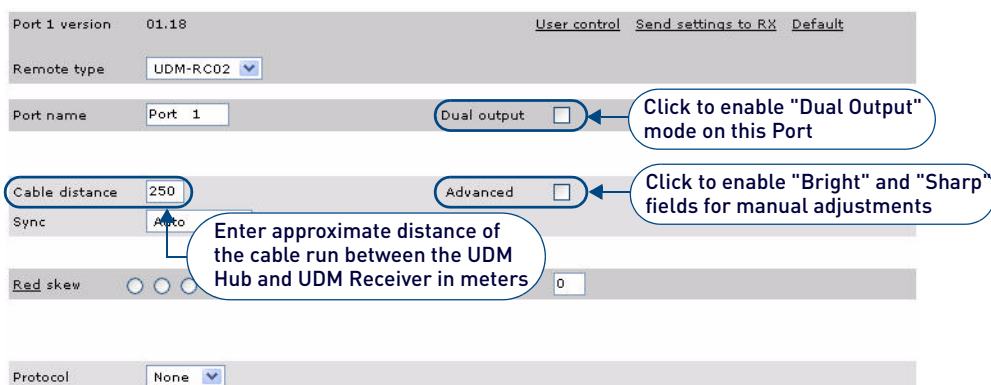 Port 1 version 01.18 User control Send settings to RX Default
Remote type UDM-RC02
Port name Port 1 Dual output
Click to enable "Dual Output"
mode on this Port
Cable distance 250 Advanced
Click to enable "Bright" and "Sharp"
fields for manual adjustments
Sync Auto
Enter approximate distance of
the cable run between the UDM
Hub and UDM Receiver in meters
Red skew 0
Protocol None